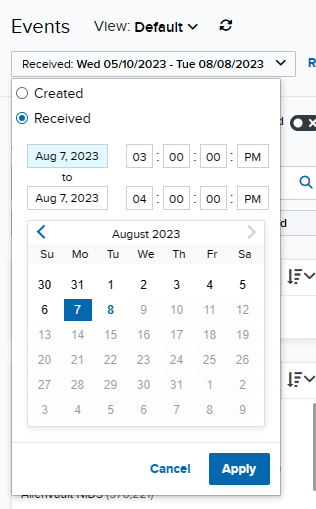 Events View: Default
Received: Wed 05/10/2023 - Tue 08/08/2023
Created
Received
Aug 7, 2023 03 : 00 : 00 : PM
to
Aug 7, 2023 04 : 00 : 00 : PM
August 2023
Su Mo Tu We Th Fr Sa
30 31 1 2 3 4 5
6 7 8 9 10 11 12
13 14 15 16 17 18 19
20 21 22 23 24 25 26
27 28 29 30 31 1 2
3 4 5 6 7 8 9
Cancel Apply